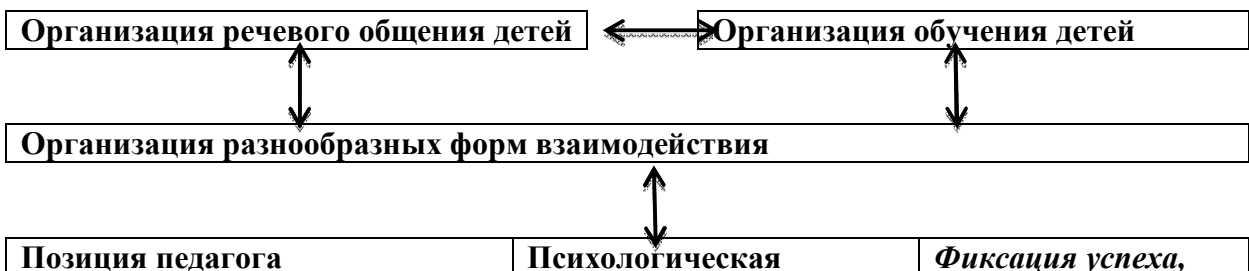 Организация речевого общения детей
Организация обучения детей
Организация разнообразных форм взаимодействия
Позиция педагога
Психологическая
Фиксация успеха,